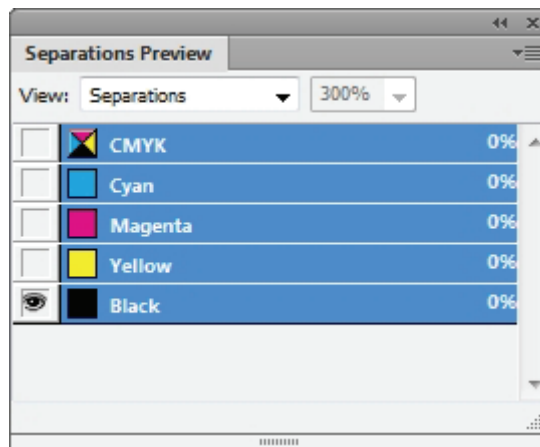 Separations Preview
View: Separations 300%
CMYK 0%
Cyan 0%
Magenta 0%
Yellow 0%
Black 0%